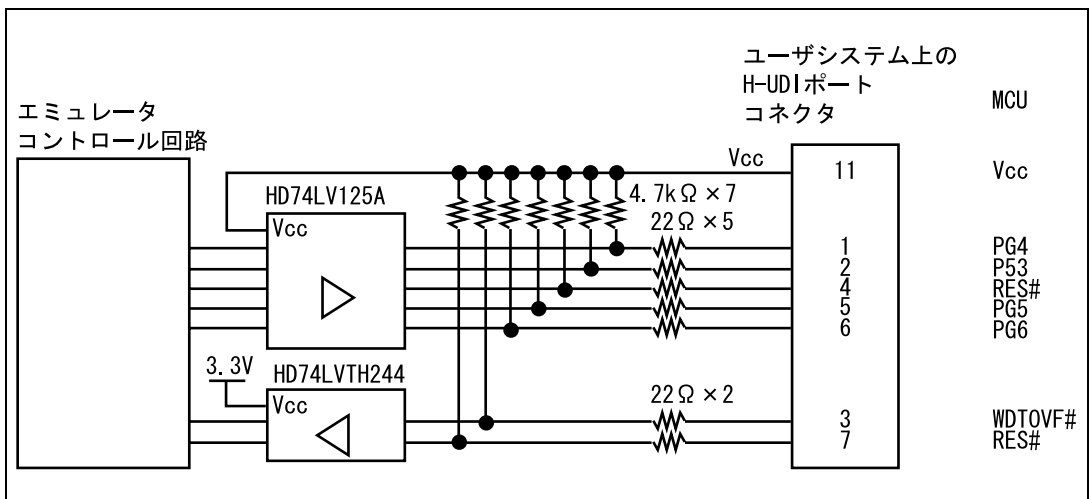 ユーザシステム上の
H-UDIポート
コネクタ
MCU
エミュレータ
コントロール回路
Vcc
11
Vcc
HD74LV125A
4.7kΩ×7
22Ω×5
Vcc
1
PG4
2
P53
4
RES#
5
PG5
6
PG6
3.3V
HD74LVTH244
Vcc
22Ω×2
3
WDTOVF#
7
RES#